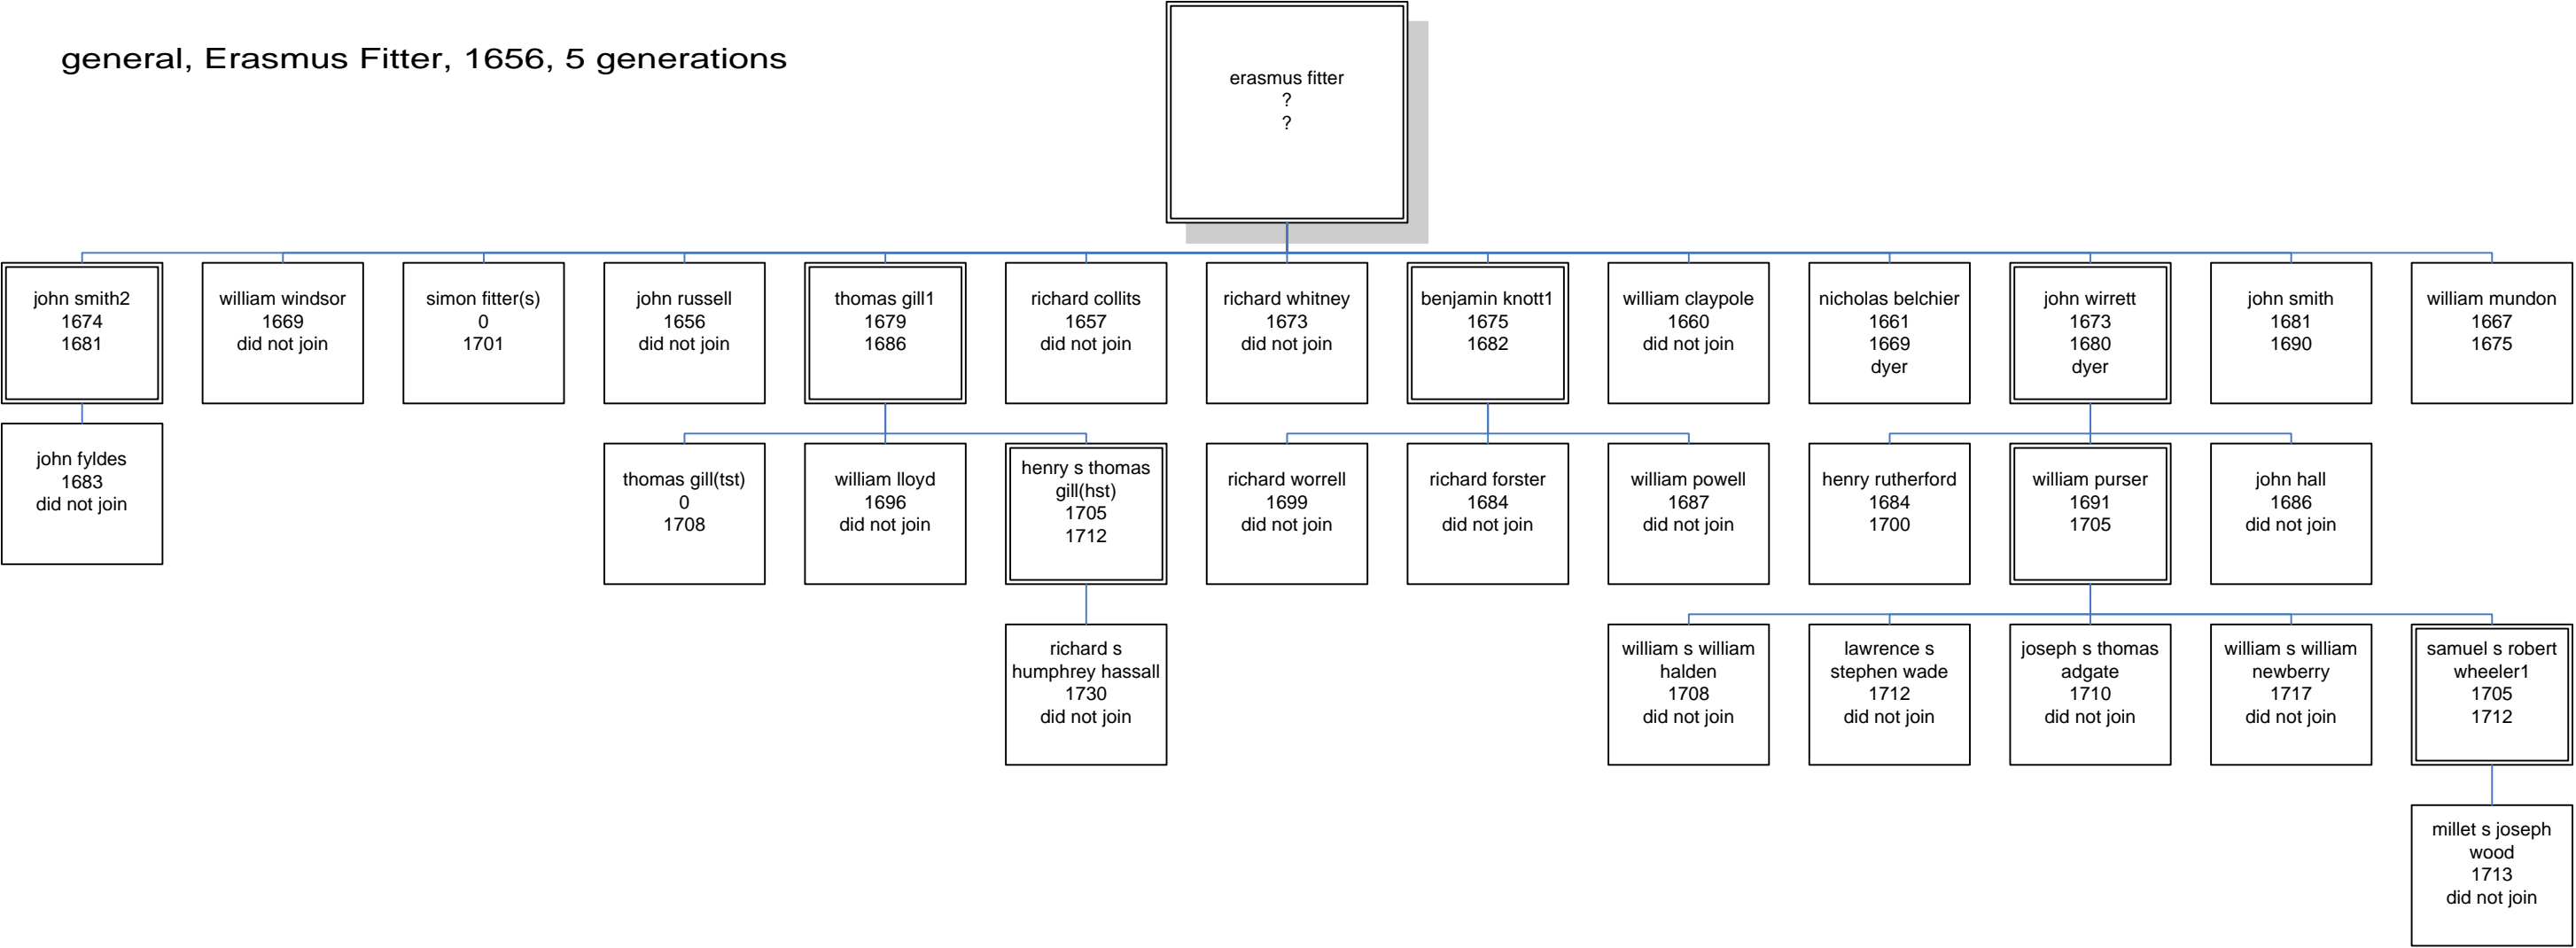 general, Erasmus Fitter, 1656, 5 generations
erasmus fitter
?
?
john smith2
1674
1681
william windsor
1669
did not join
simon fitter(s)
0
1701
john russell
1656
did not join
thomas gill1
1679
1686
richard collits
1657
did not join
richard whitney
1673
did not join
benjamin knott1
1675
1682
william claypole
1660
did not join
nicholas belchier
1661
1669
dyer
john wirrett
1673
1680
dyer
john smith
1681
1690
william mundon
1667
1675
john fyldes
1683
did not join
thomas gill(tst)
0
1708
william lloyd
1696
did not join
henry s thomas
gill(hst)
1705
1712
richard worrell
1699
did not join
richard forster
1684
did not join
william powell
1687
did not join
henry rutherford
1684
1700
william purser
1691
1705
john hall
1686
did not join
richard s
humphrey hassall
1730
did not join
william s william
halden
1708
did not join
lawrence s
stephen wade
1712
did not join
joseph s thomas
adgate
1710
did not join
william s william
newberry
1717
did not join
samuel s robert
wheeler1
1705
1712
millet s joseph
wood
1713
did not join